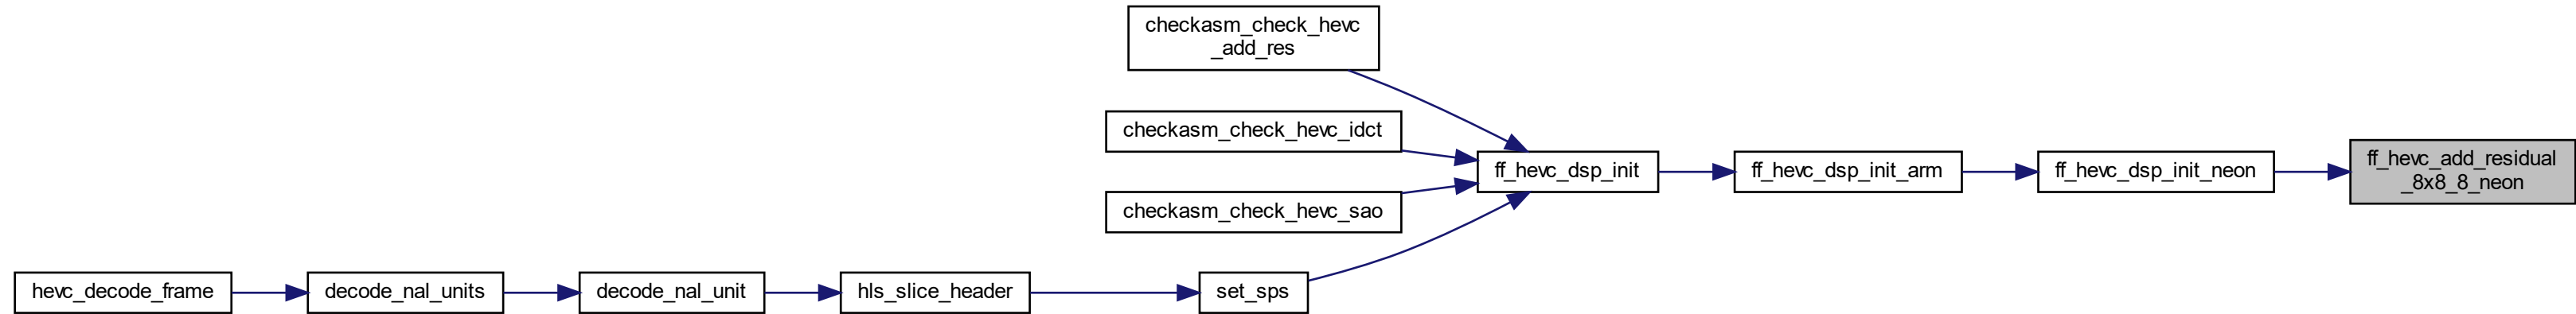 checkasm_check_hevc
_add_res
checkasm_check_hevc_idct
checkasm_check_hevc_sao
hevc_decode_frame
decode_nal_units
decode_nal_unit
hls_slice_header
set_sps
ff_hevc_dsp_init
ff_hevc_dsp_init_arm
ff_hevc_dsp_init_neon
ff_hevc_add_residual
_8x8_8_neon